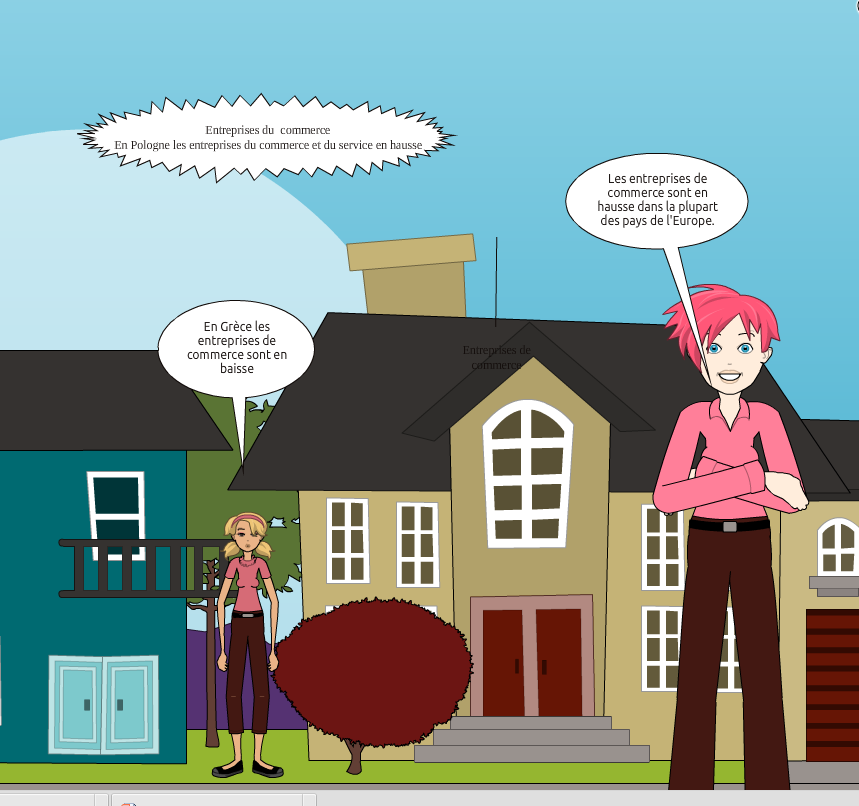 Entreprises du  commerce
En Pologne les entreprises du commerce et du service en hausse
Les entreprises de
commerce sont en
hausse dans la plupart
des pays de l'Europe.
En Grèce les
entreprises de
commerce sont en
baisse
Entreprises de
commerce